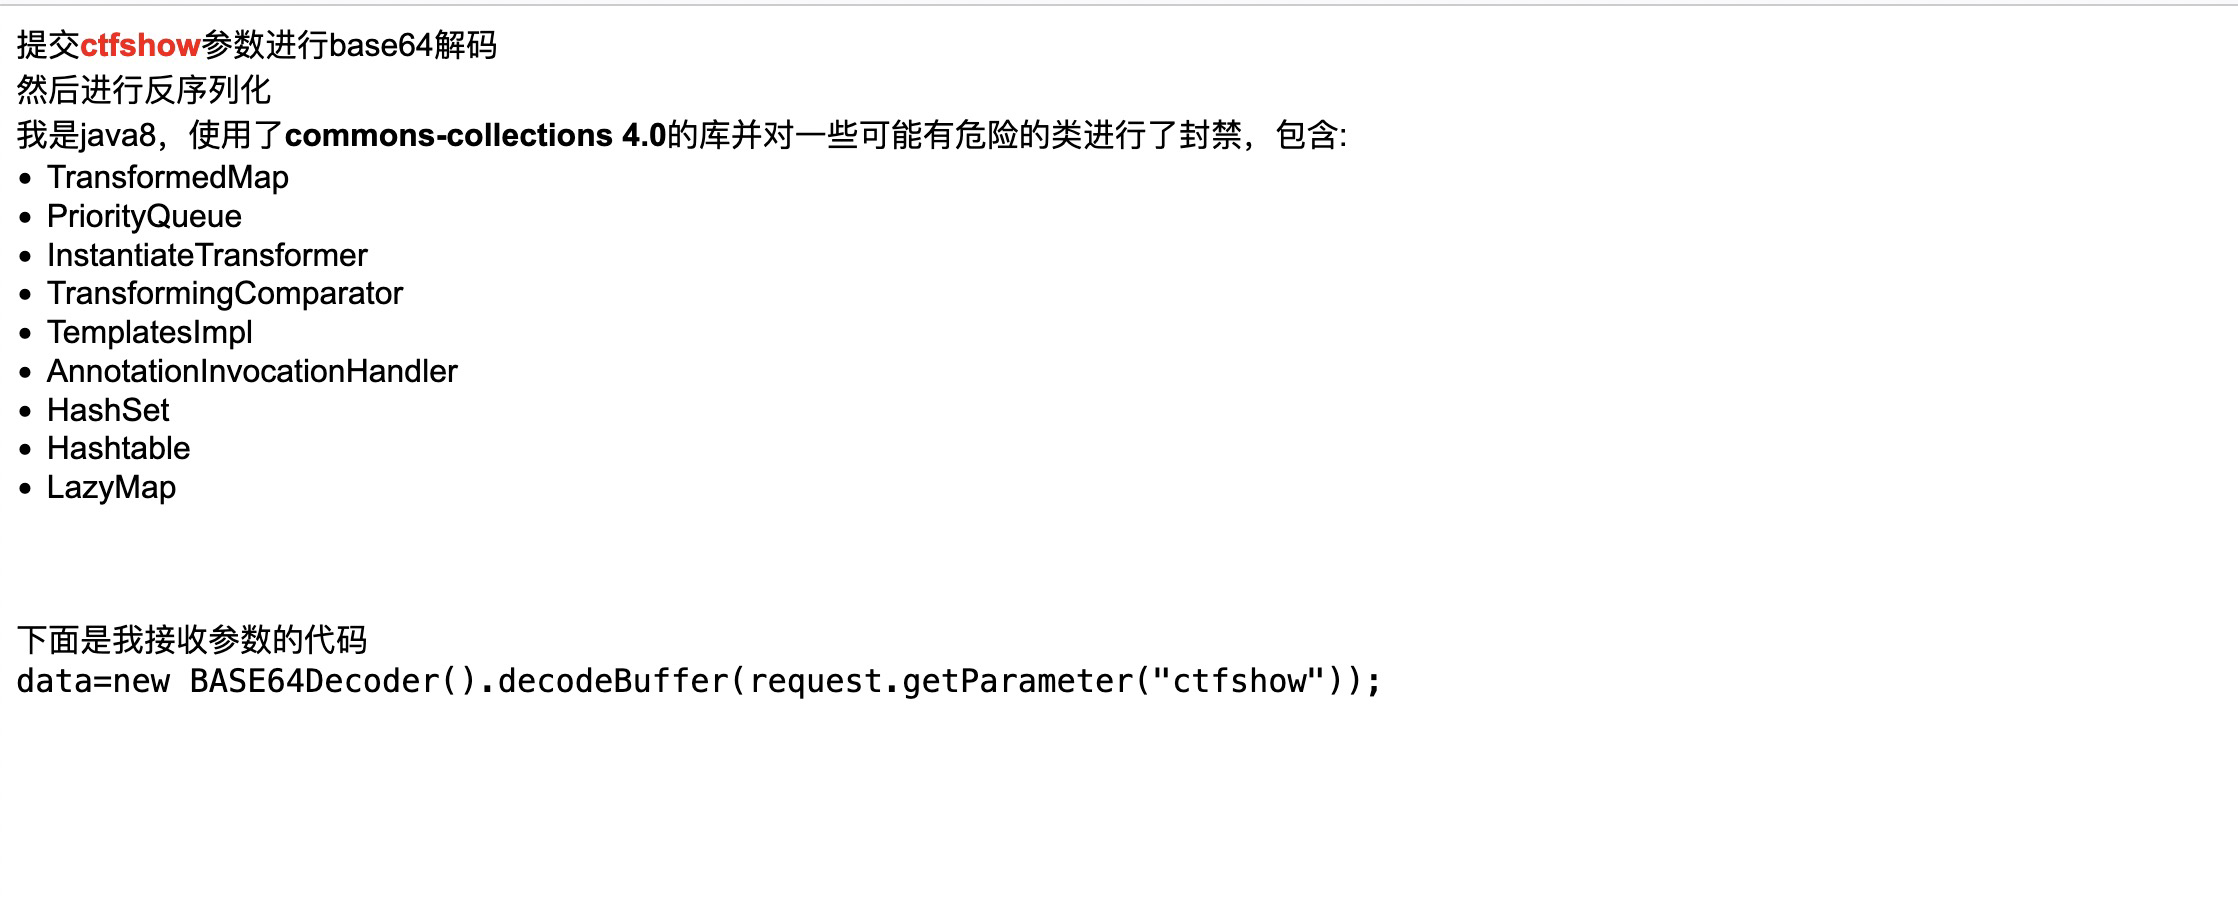 提交ctfshow参数进行base64解码
然后进行反序列化
我是java8，使用了commons-collections 4.0的库并对一些可能有危险的类进行了封禁，包含:
• TransformedMap
• PriorityQueue
• InstantiateTransformer
• TransformingComparator
• TemplatesImpl
• AnnotationInvocationHandler
• HashSet
• Hashtable
• LazyMap
下面是我接收参数的代码
data=new BASE64Decoder().decodeBuffer(request.getParameter("ctfshow"));